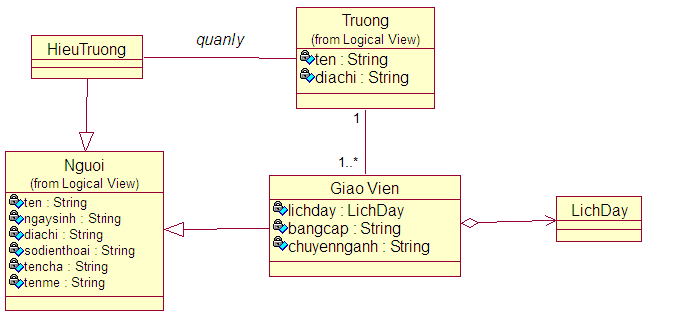 HieuTruong
quanly
Truong
(from Logical View)
ten : String
diachi : String
1
1..*
Nguoi
(from Logical View)
ten : String
ngaysinh : String
diachi : String
sodienthoai : String
tencha : String
tenme : String
Giao Vien
lichday : LichDay
bangcap : String
chuyennganh : String
LichDay